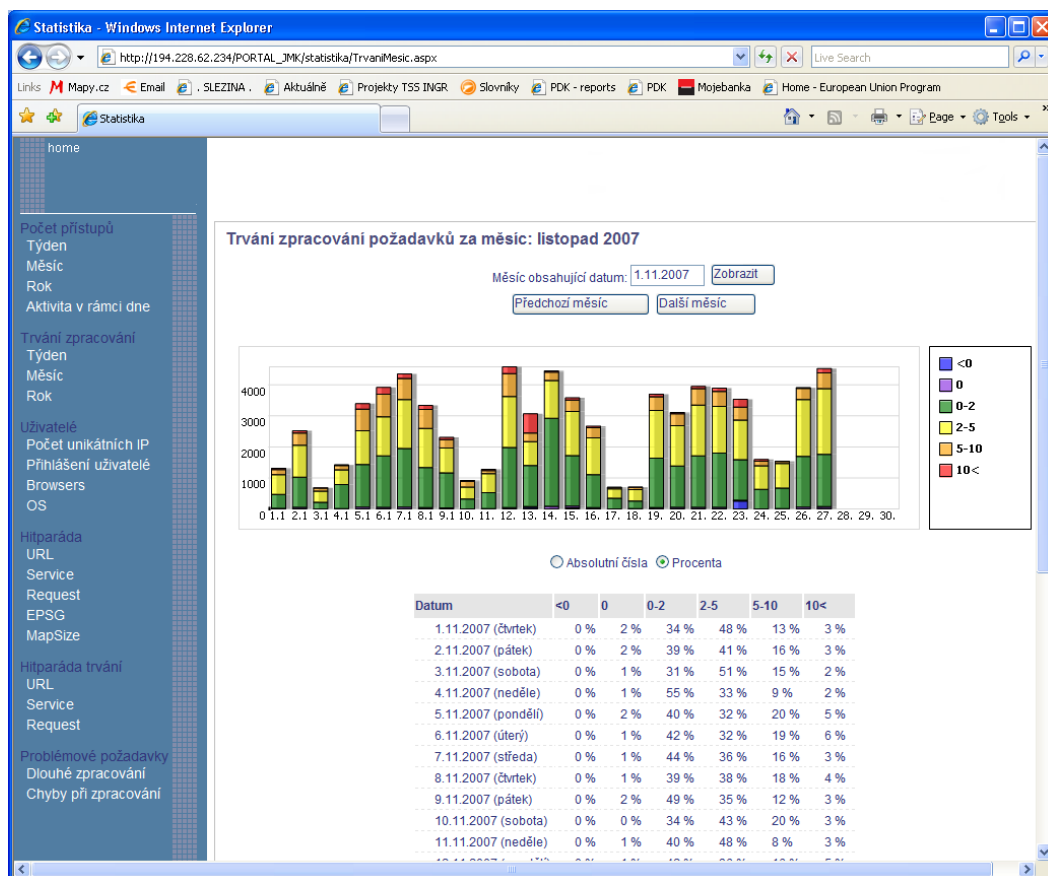 Statistika - Windows Internet Explorer
http://194.228.62.234/PORTAL_JMK/statistika/TrvaniMesic.aspx
Live Search
Links Mapy.cz Email . SLEZINA . Aktuálně Projekty TSS INGR Slovníky PDK - reports PDK Mojebanka Home - European Union Program
Statistika
Page Tools »
home
Počet přístupů
Týden
Měsíc
Rok
Aktivita v rámci dne
Trvání zpracování
Týden
Měsíc
Rok
Uživatelé
Počet unikátních IP
Přihlášení uživatelé
Browsers
OS
Hitparáda
URL
Service
Request
EPSG
MapSize
Hitparáda trvání
URL
Service
Request
Problémové požadavky
Dlouhé zpracování
Chyby při zpracování
Trvání zpracování požadavků za měsíc: listopad 2007
Měsíc obsahující datum: 1.11.2007 Zobrazit
Předchozí měsíc Další měsíc
4000
3000
2000
1000
0 1.1 2.1 3.1 4.1 5.1 6.1 7.1 8.1 9.1 10. 11. 12. 13. 14. 15. 16. 17. 18. 19. 20. 21. 22. 23. 24. 25. 26. 27. 28. 29. 30.
<0
0
0-2
2-5
5-10
10<
Absolutní čísla Procenta
Datum <0 0 0-2 2-5 5-10 10<
1.11.2007 (čtvrtek) 0 % 2 % 34 % 48 % 13 % 3 %
2.11.2007 (pátek) 0 % 2 % 39 % 41 % 16 % 3 %
3.11.2007 (sobota) 0 % 1 % 31 % 51 % 15 % 2 %
4.11.2007 (neděle) 0 % 1 % 55 % 33 % 9 % 2 %
5.11.2007 (pondělí) 0 % 2 % 40 % 32 % 20 % 5 %
6.11.2007 (úterý) 0 % 1 % 42 % 32 % 19 % 6 %
7.11.2007 (středa) 0 % 1 % 44 % 36 % 16 % 3 %
8.11.2007 (čtvrtek) 0 % 1 % 39 % 38 % 18 % 4 %
9.11.2007 (pátek) 0 % 2 % 49 % 35 % 12 % 3 %
10.11.2007 (sobota) 0 % 0 % 34 % 43 % 20 % 3 %
11.11.2007 (neděle) 0 % 1 % 40 % 48 % 8 % 3 %